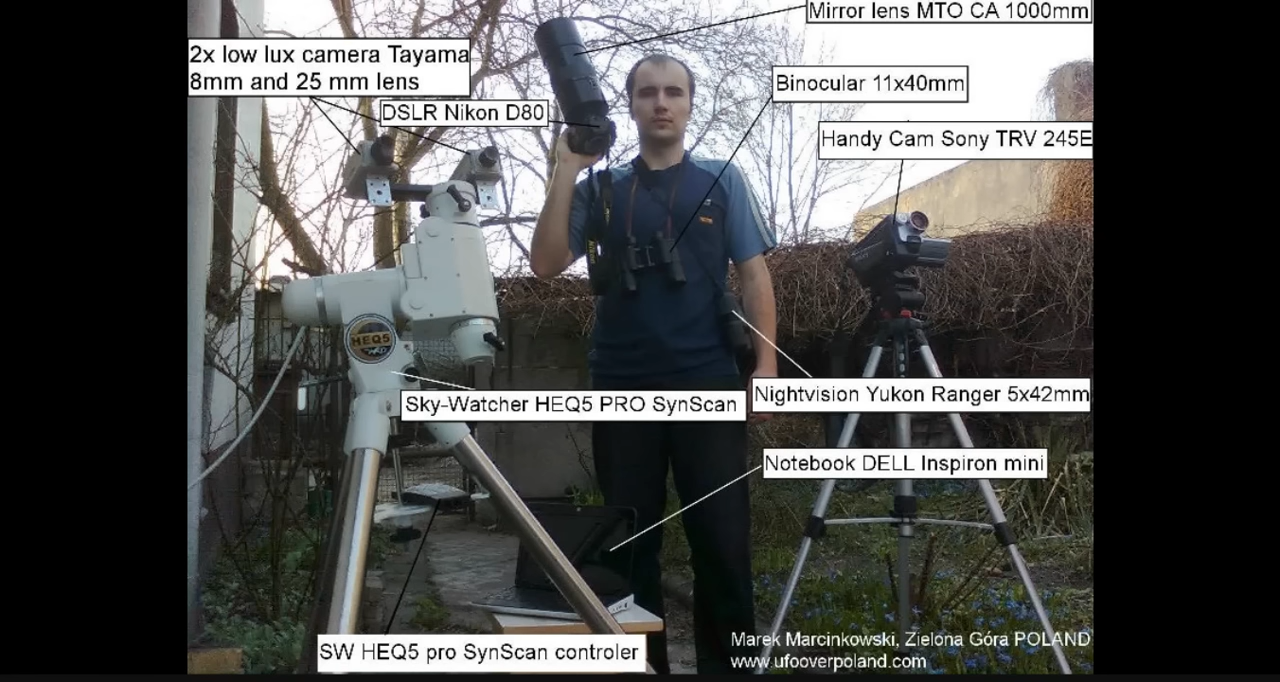 Mirror lens MTO CA 1000mm
2x low lux camera Tayama
8mm and 25 mm lens
Binocular 11x40mm
DSLR Nikon D80
Handy Cam Sony TRV 245E
HEQ5
Sky-Watcher HEQ5 PRO SynScan
Nightvision Yukon Ranger 5x42mm
Notebook DELL Inspiron mini
SW HEQ5 pro SynScan controler
Marek Marcinkowski, Zielona Góra POLAND
www.ufooverpoland.com